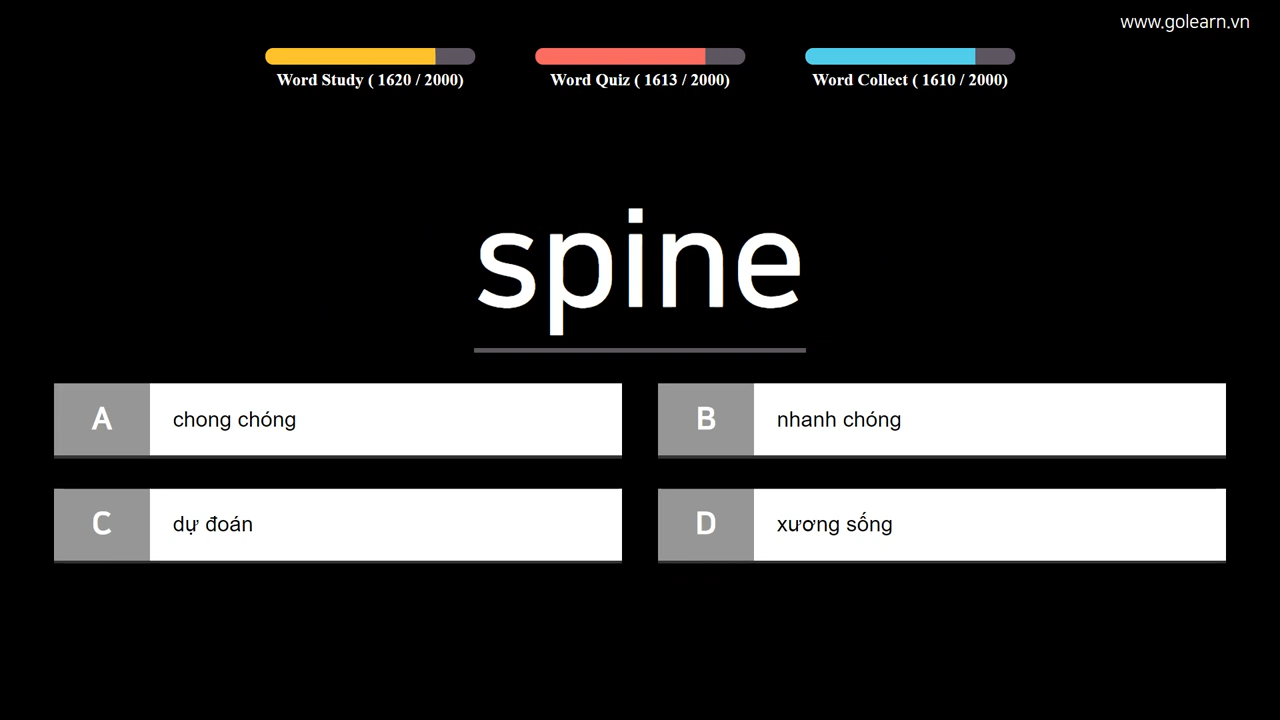 www.golearn.vn
Word Study ( 1620 / 2000)
Word Quiz ( 1613 / 2000)
Word Collect ( 1610 / 2000)
spine
A chong chóng
B nhanh chóng
C dự đoán
D xương sống